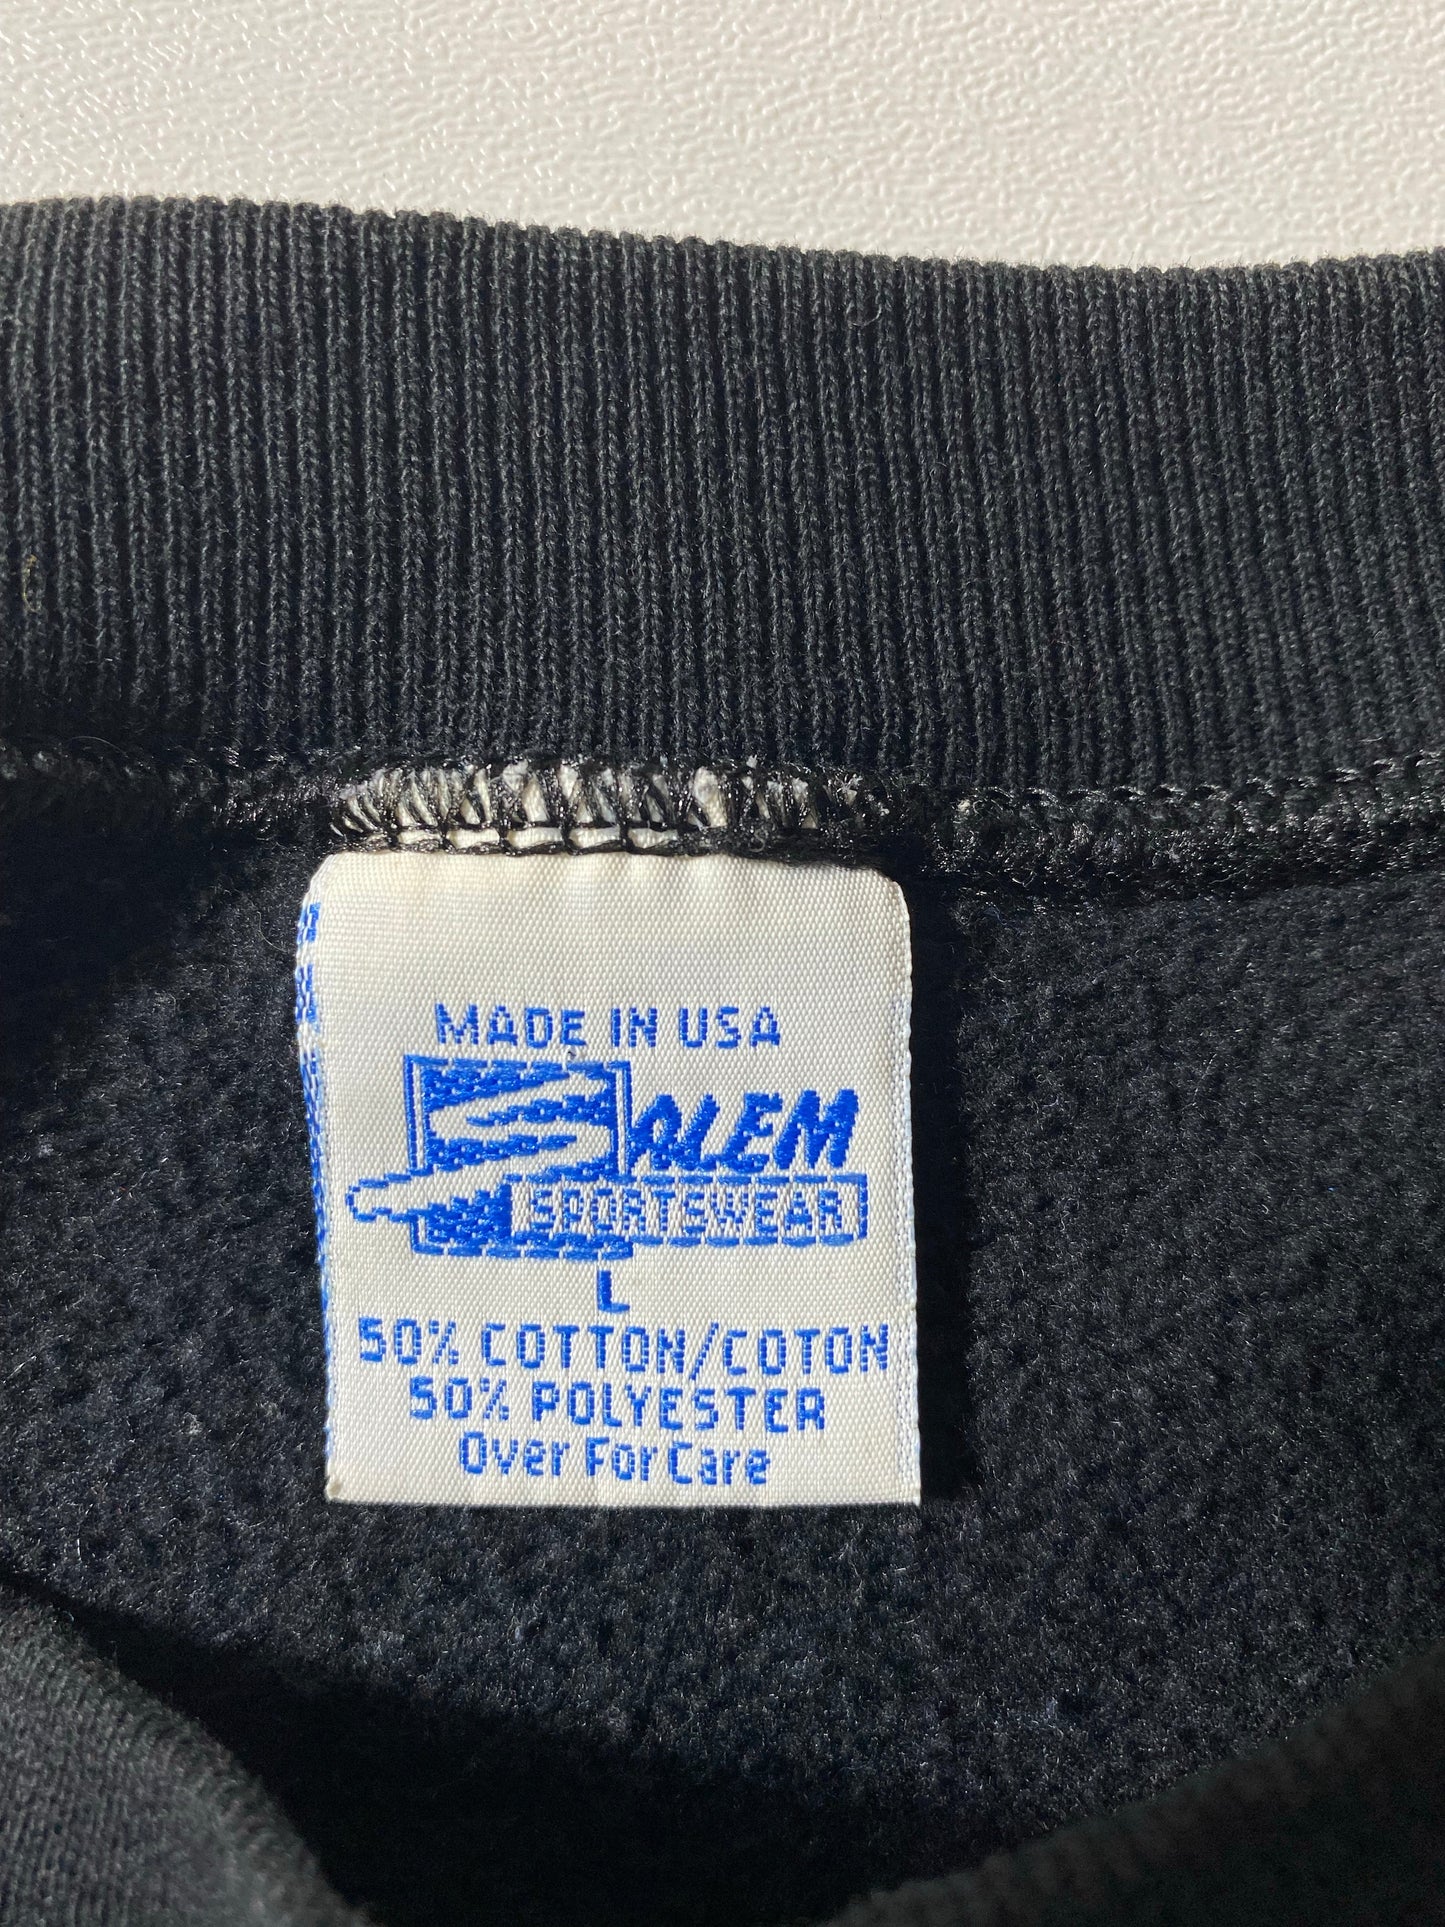 MADE IN USA
SALEM
SPORTSWEAR
L
50% COTTON/COTON
50% POLYESTER
Over For Care